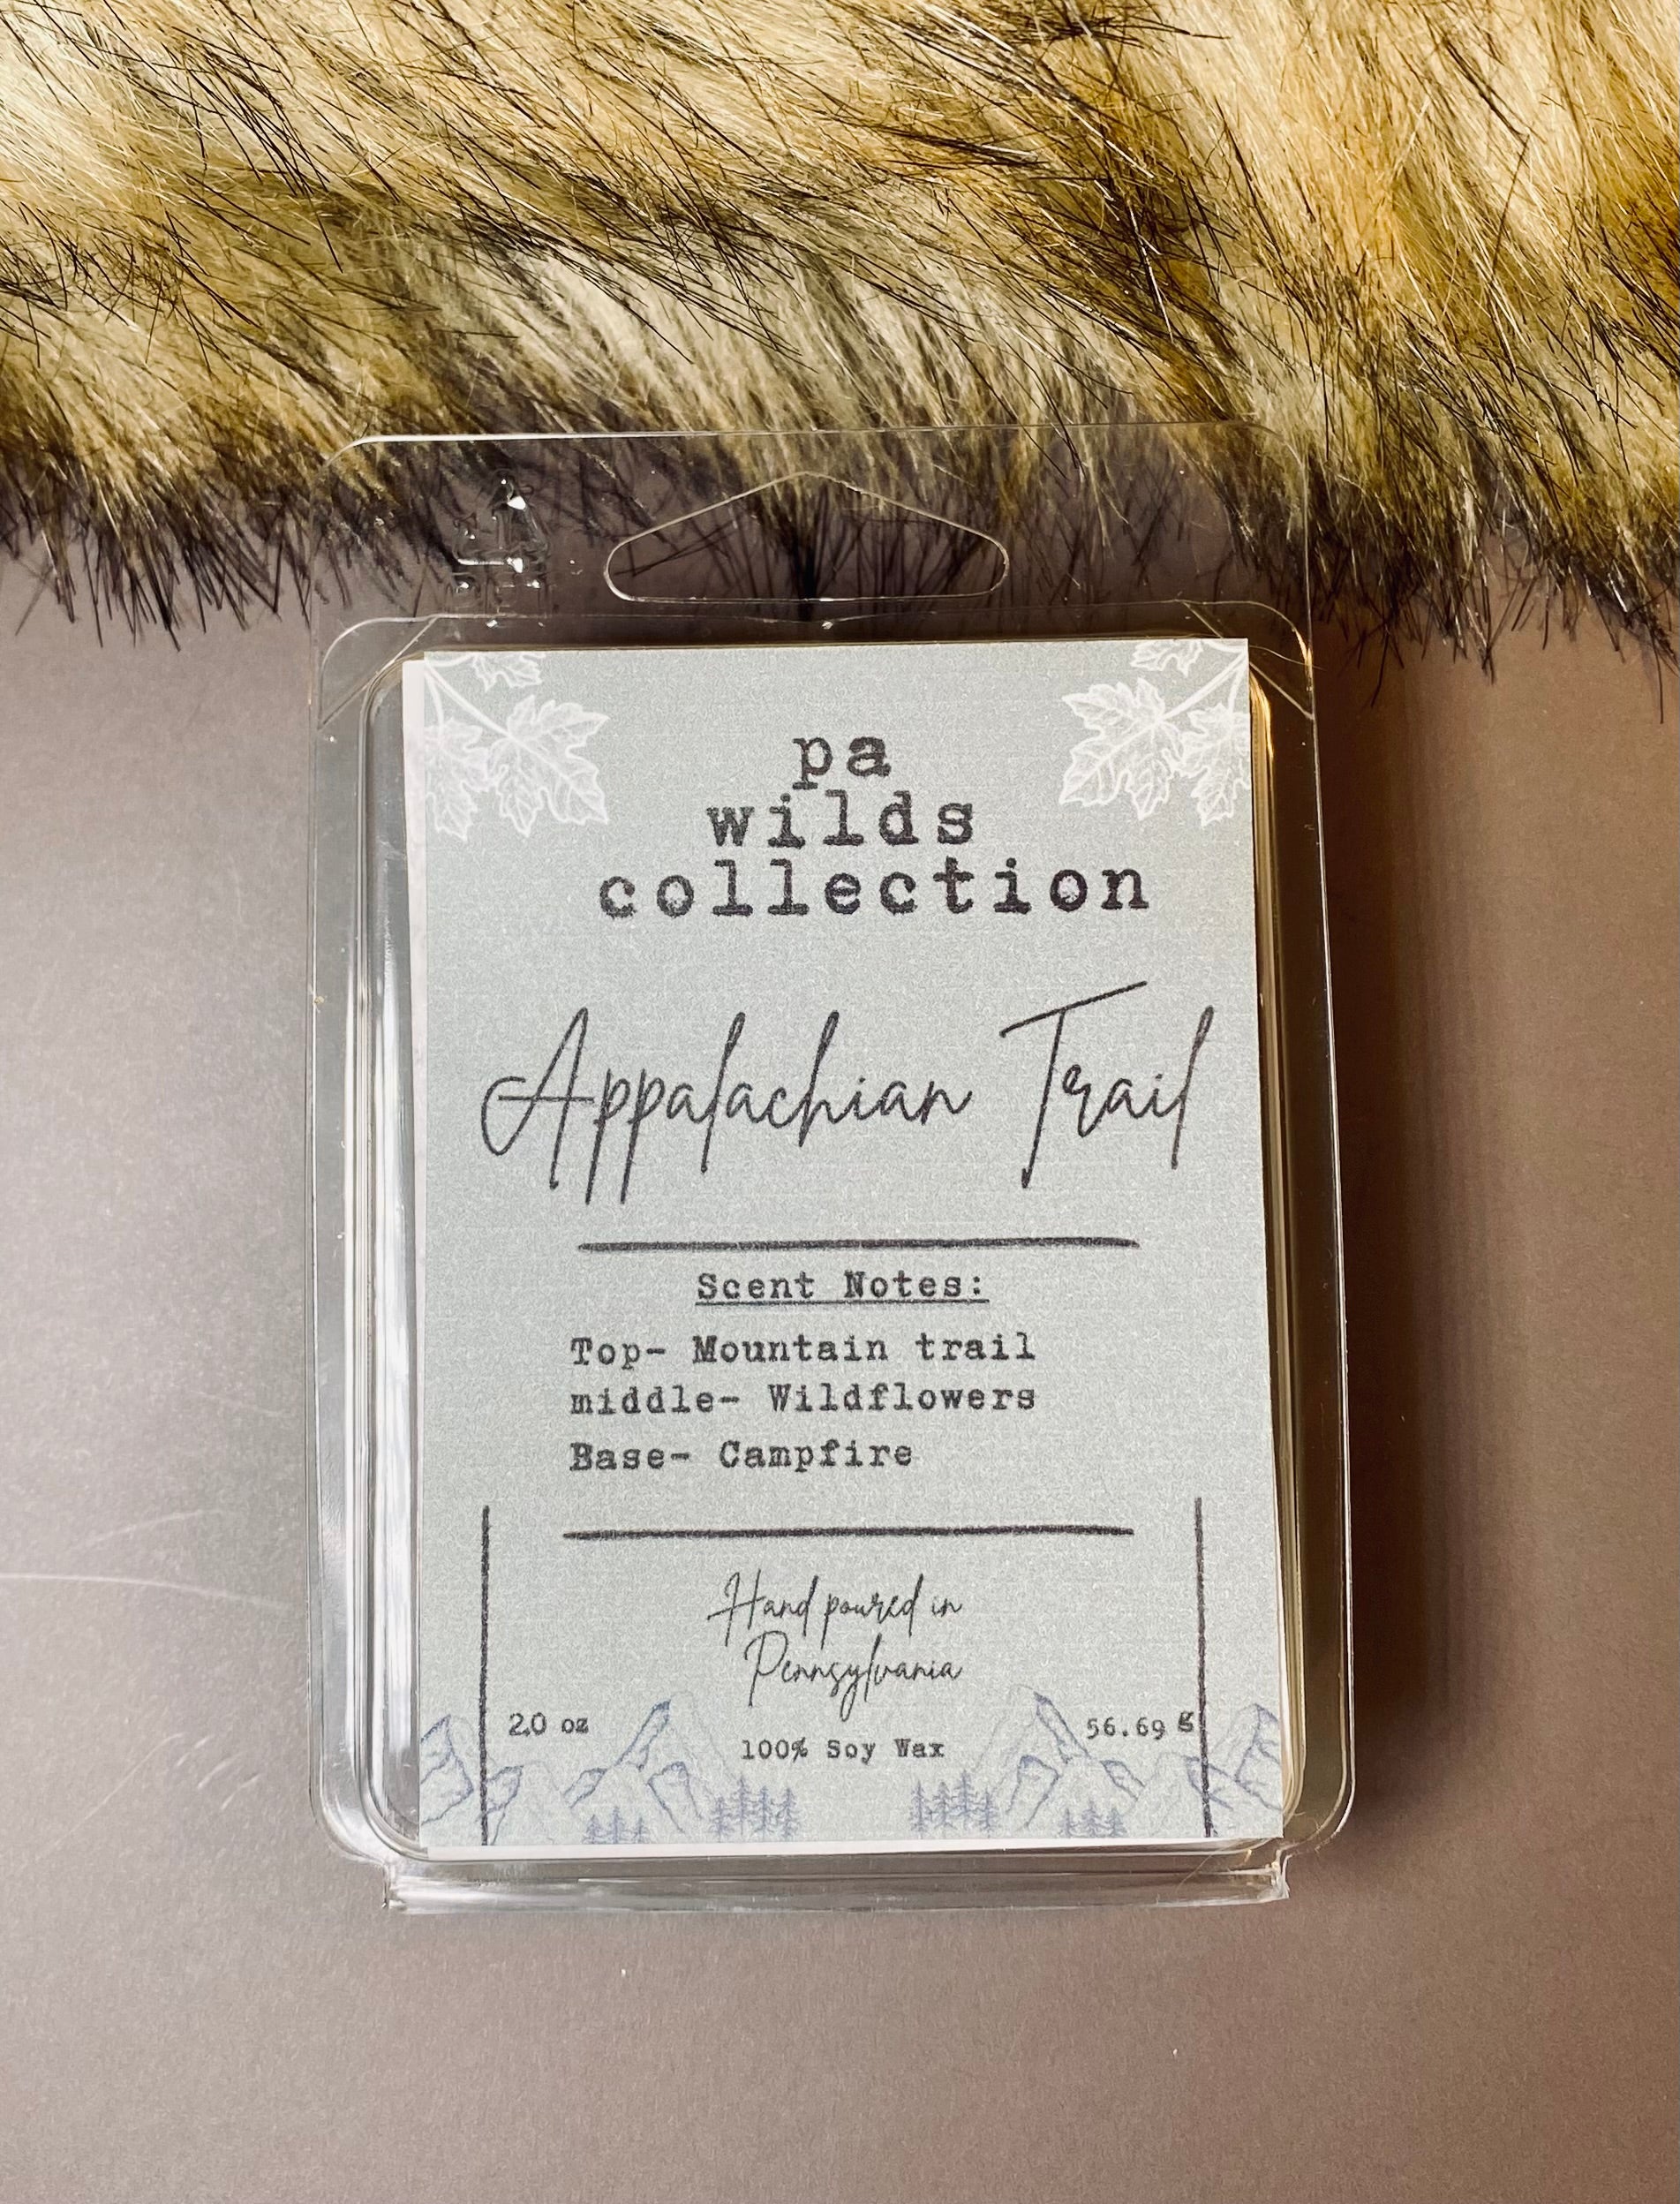 pa
wilds
collection
Appalachian Trail
Scent Notes:
Top- Mountain trail
middle- Wildflowers
Base- Campfire
Hand poured in
Pennsylvania
2.0 oz
56.69 g
100% Soy Wax